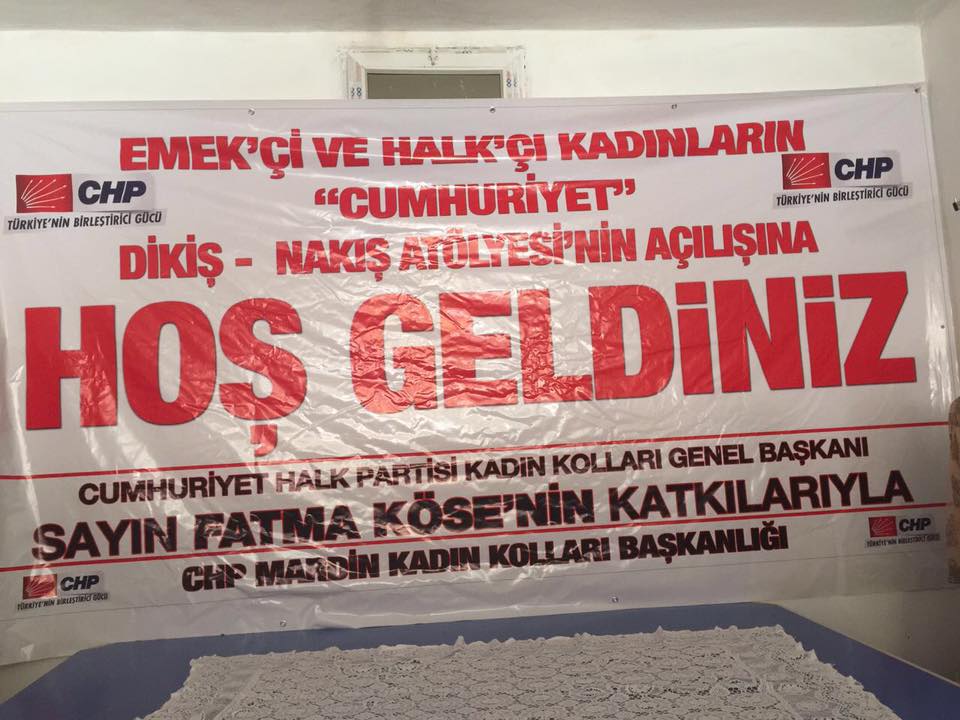 EMEK'Çİ VE HALK'ÇI KADINLARIN
CHP
TÜRKİYE'NİN BİRLEŞTİRİCİ GÜCÜ
"CUMHURİYET"
CHP
TÜRKİYE'NİN BİRLEŞTİRİCİ GÜCÜ
DİKİŞ - NAKIŞ ATÖLYESİ'NİN AÇILIŞINA
HOŞ GELDİNİZ
CUMHURİYET HALK PARTİSİ KADIN KOLLARI GENEL BAŞKANI
SAYIN FATMA KÖSE'NİN KATKILARIYLA
CHP MARDİN KADIN KOLLARI BAŞKANLIĞI
CHP
TÜRKİYE'NİN BİRLEŞTİRİCİ GÜCÜ
CHP
TÜRKİYE'NİN BİRLEŞTİRİCİ GÜCÜ